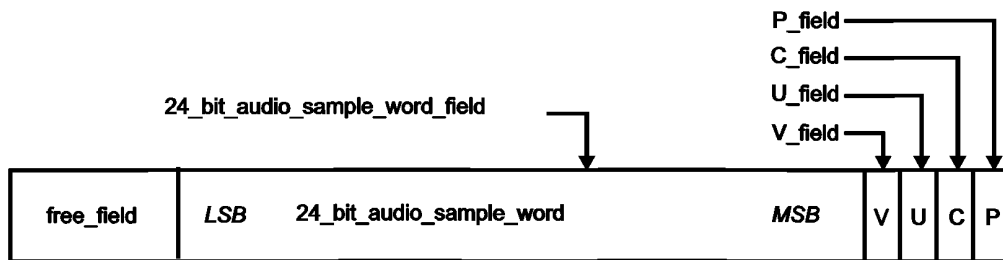 P_field
C_field
24_bit_audio_sample_word_field
U_field
V_field
free_field LSB 24_bit_audio_sample_word MSB V U C P